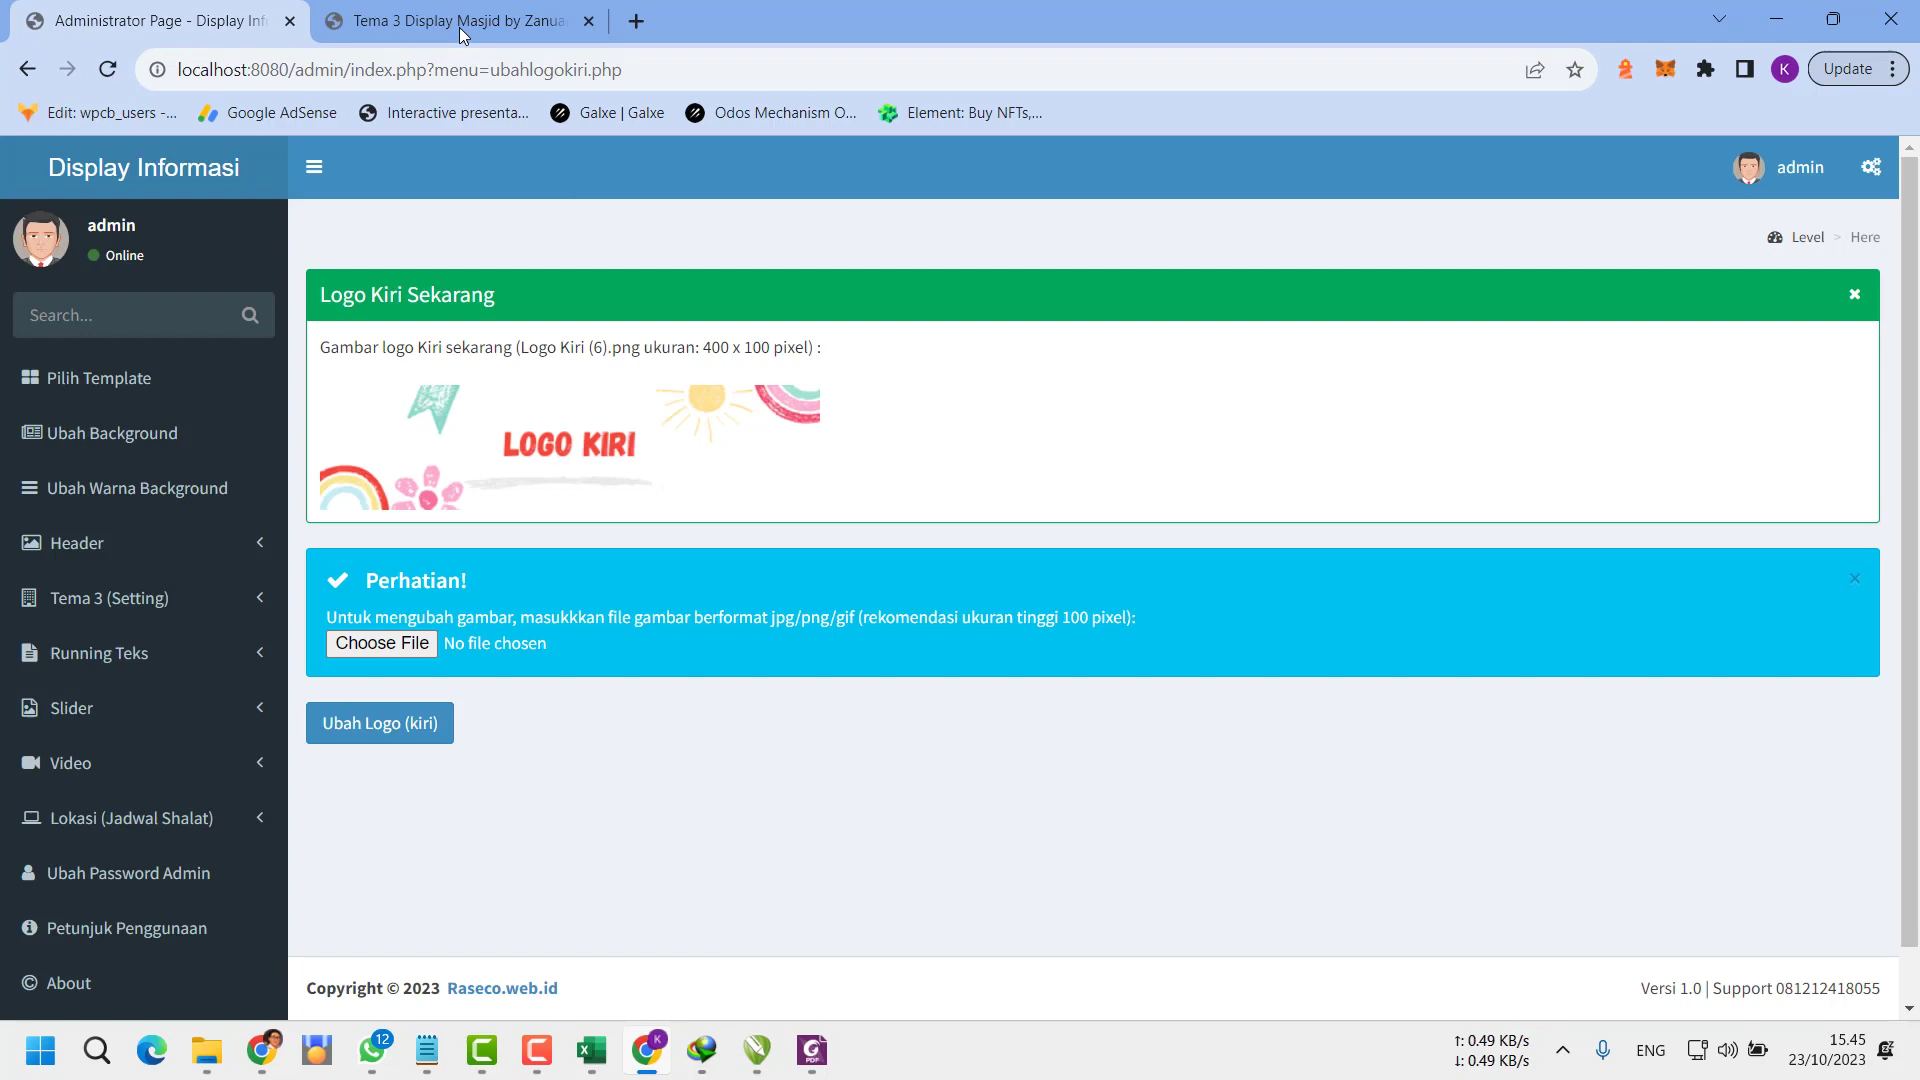 Administrator Page - Display Inf
Tema 3 Display Masjid by Zanua
localhost:8080/admin/index.php?menu=ubahlogokiri.php
K
Update
Edit: wpcb_users -...
Google AdSense
Interactive presenta...
Galxe | Galxe
Odos Mechanism O...
Element: Buy NFTs,...
Display Informasi
admin
admin
Online
Level > Here
Search...
Logo Kiri Sekarang
Gambar logo Kiri sekarang (Logo Kiri (6).png ukuran: 400 x 100 pixel) :
LOGO KIRI
Pilih Template
Ubah Background
Ubah Warna Background
Header
Tema 3 (Setting)
Running Teks
Slider
Video
Lokasi (Jadwal Shalat)
Ubah Password Admin
Petunjuk Penggunaan
About
Perhatian!
Untuk mengubah gambar, masukkkan file gambar berformat jpg/png/gif (rekomendasi ukuran tinggi 100 pixel):
Choose File No file chosen
Ubah Logo (kiri)
Copyright © 2023 Raseco.web.id
Versi 1.0 | Support 081212418055
12
K
PDF
↑: 0.49 KB/s
↓: 0.49 KB/s
ENG
15.45
23/10/2023